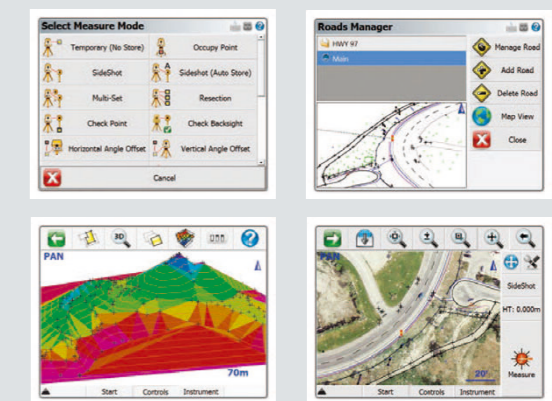 Select Measure Mode
Temporary (No Store)
Occupy Point
SideShot
Sideshot (Auto Store)
Multi-Set
Resection
Check Point
Check Backsight
Horizontal Angle Offset
Vertical Angle Offset
Cancel
Roads Manager
HWY 97
Main
Manage Road
Add Road
Delete Road
Map View
Close
3D
PAN
70m
Start
Controls
Instrument
PAN
SideShot
HT: 0.000m
Measure
20'
Start
Controls
Instrument